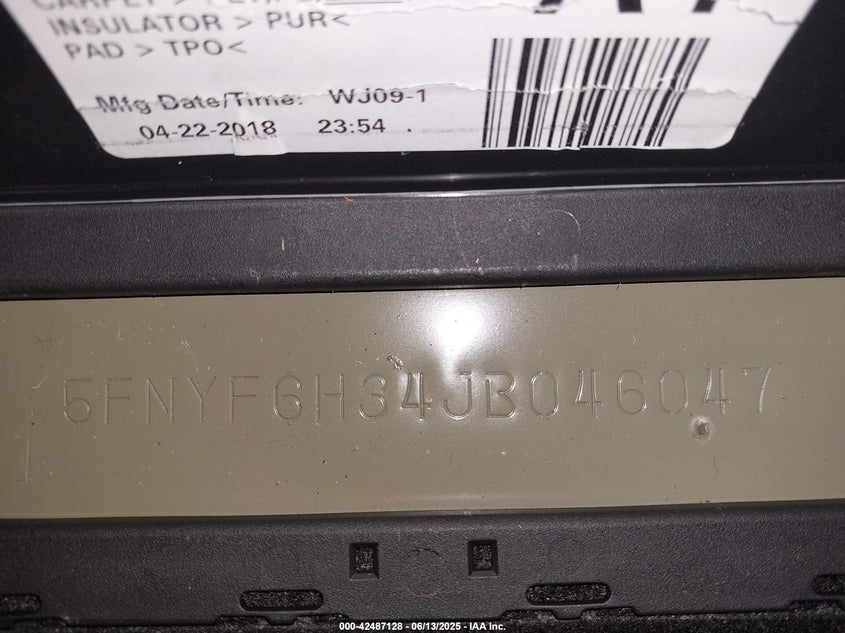 INSULATOR > PUR<
PAD > TPO<
Mfg Date/Time: WJ09-1
04-22-2018 23:54 .
5FNYF6H34JB046047
000-42487128 - 06/13/2025 - IAA Inc.